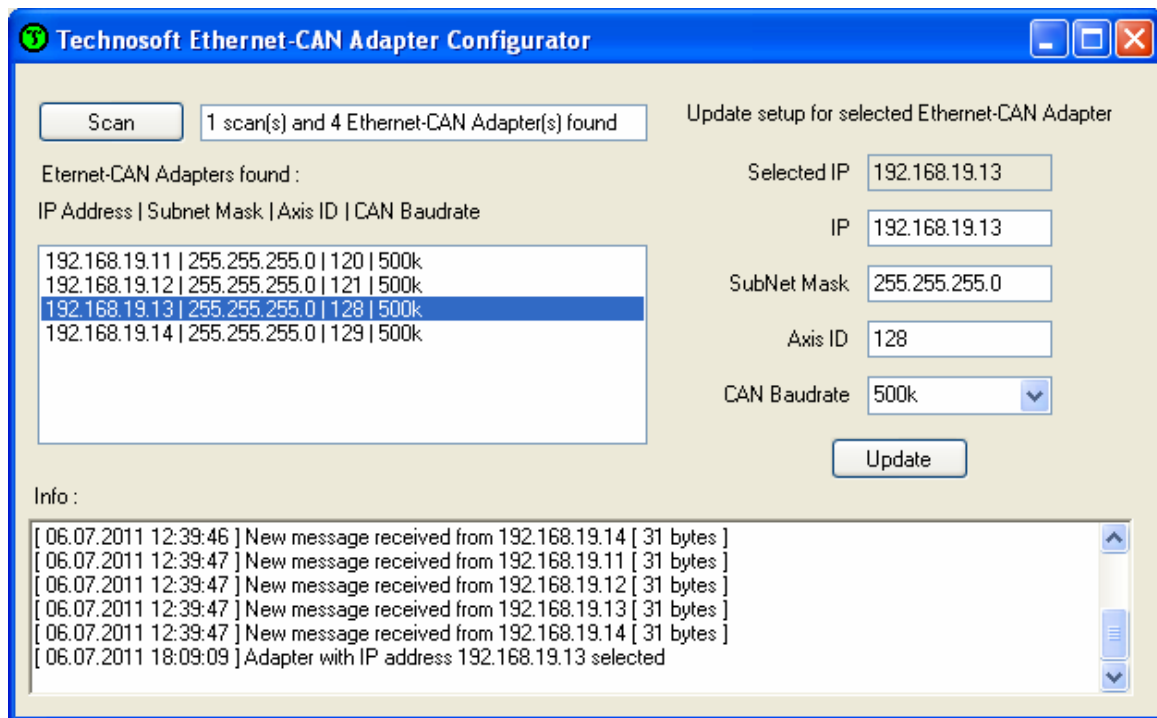 Technosoft Ethernet-CAN Adapter Configurator
Scan
1 scan(s) and 4 Ethernet-CAN Adapter(s) found
Eternet-CAN Adapters found :
IP Address | Subnet Mask | Axis ID | CAN Baudrate
192.168.19.11 | 255.255.255.0 | 120 | 500k
192.168.19.12 | 255.255.255.0 | 121 | 500k
192.168.19.13 | 255.255.255.0 | 128 | 500k
192.168.19.14 | 255.255.255.0 | 129 | 500k
Update setup for selected Ethernet-CAN Adapter
Selected IP 192.168.19.13
IP 192.168.19.13
SubNet Mask 255.255.255.0
Axis ID 128
CAN Baudrate 500k
Update
Info :
[ 06.07.2011 12:39:46 ] New message received from 192.168.19.14 [ 31 bytes ]
[ 06.07.2011 12:39:47 ] New message received from 192.168.19.11 [ 31 bytes ]
[ 06.07.2011 12:39:47 ] New message received from 192.168.19.12 [ 31 bytes ]
[ 06.07.2011 12:39:47 ] New message received from 192.168.19.13 [ 31 bytes ]
[ 06.07.2011 12:39:47 ] New message received from 192.168.19.14 [ 31 bytes ]
[ 06.07.2011 18:09:09 ] Adapter with IP address 192.168.19.13 selected